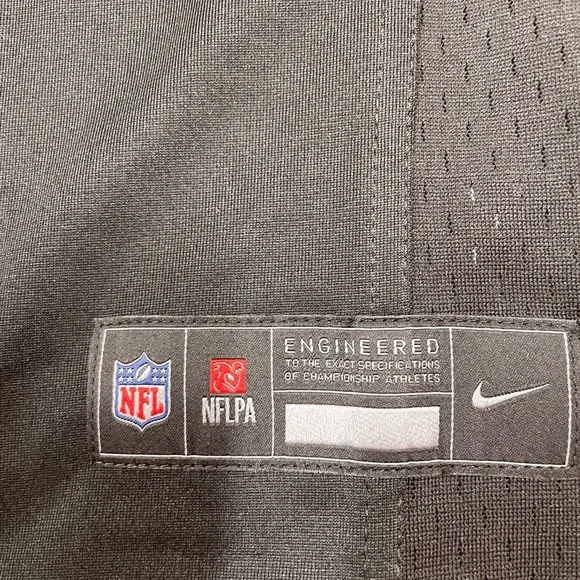 NFL
NFLPA
ENGINEERED
TO THE EXACT SPECIFICATIONS
OF CHAMPIONSHIP ATHLETES